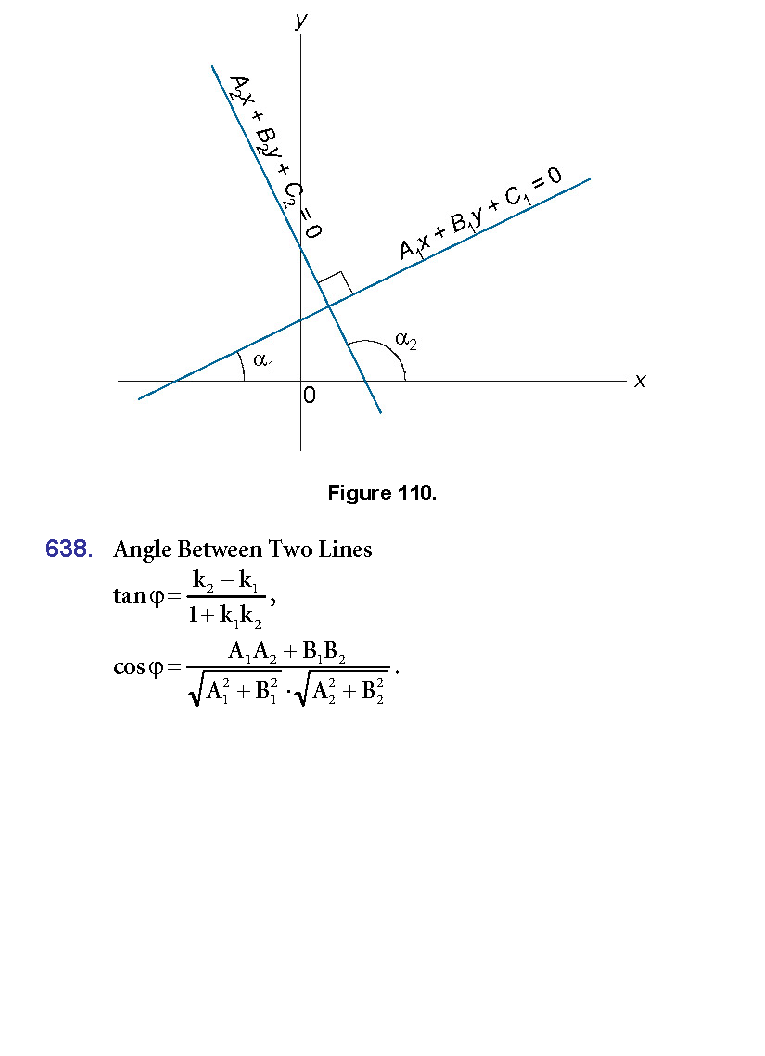 y
A₂x + B₂y + C₂ = 0
A₁x + B₁y + C₁ = 0
α₂
α
x
0
Figure 110.
638. Angle Between Two Lines
tan φ = (k₂ − k₁) / (1 + k₁k₂) ,
cos φ = (A₁A₂ + B₁B₂) / (√(A₁² + B₁²) · √(A₂² + B₂²)) .